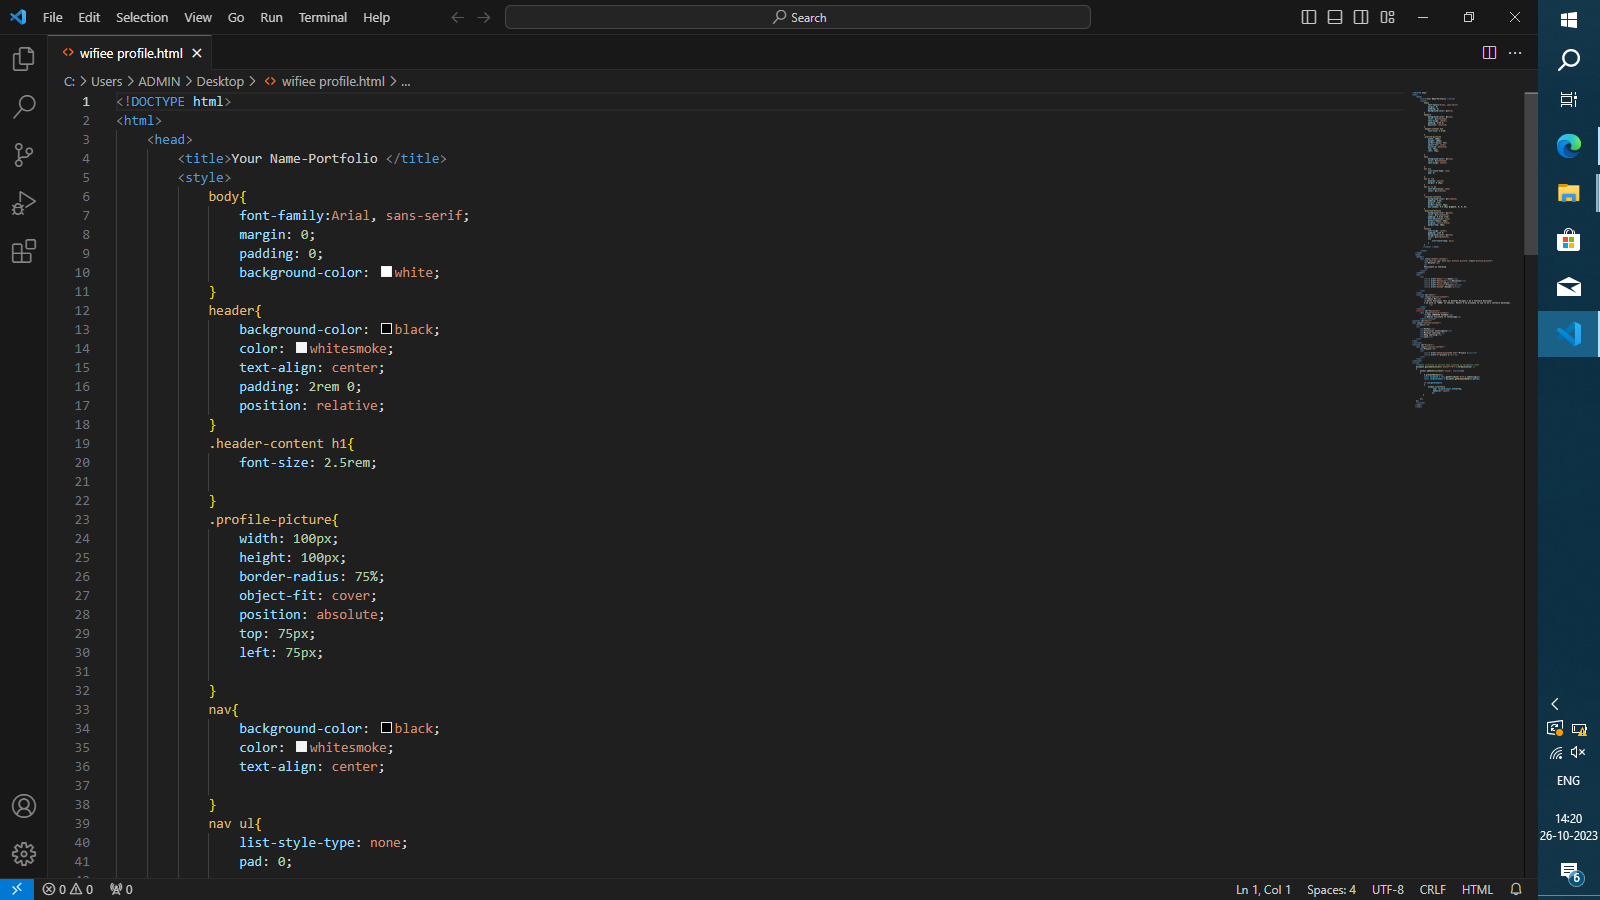 File Edit Selection View Go Run Terminal Help
Search
wifiee profile.html
C: > Users > ADMIN > Desktop > wifiee profile.html > ...
1 <!DOCTYPE html>
2 <html>
3 <head>
4 <title>Your Name-Portfolio </title>
5 <style>
6 body{
7 font-family:Arial, sans-serif;
8 margin: 0;
9 padding: 0;
10 background-color: white;
11 }
12 header{
13 background-color: black;
14 color: whitesmoke;
15 text-align: center;
16 padding: 2rem 0;
17 position: relative;
18 }
19 .header-content h1{
20 font-size: 2.5rem;
21
22 }
23 .profile-picture{
24 width: 100px;
25 height: 100px;
26 border-radius: 75%;
27 object-fit: cover;
28 position: absolute;
29 top: 75px;
30 left: 75px;
31
32 }
33 nav{
34 background-color: black;
35 color: whitesmoke;
36 text-align: center;
37
38 }
39 nav ul{
40 list-style-type: none;
41 pad: 0;
0 0 0
Ln 1, Col 1 Spaces: 4 UTF-8 CRLF HTML
ENG
14:20
26-10-2023
6